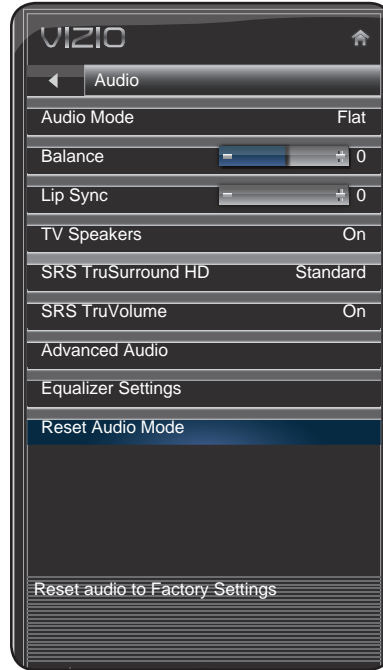 VIZIO
Audio
Audio Mode Flat
Balance 0
Lip Sync 0
TV Speakers On
SRS TruSurround HD Standard
SRS TruVolume On
Advanced Audio
Equalizer Settings
Reset Audio Mode
Reset audio to Factory Settings